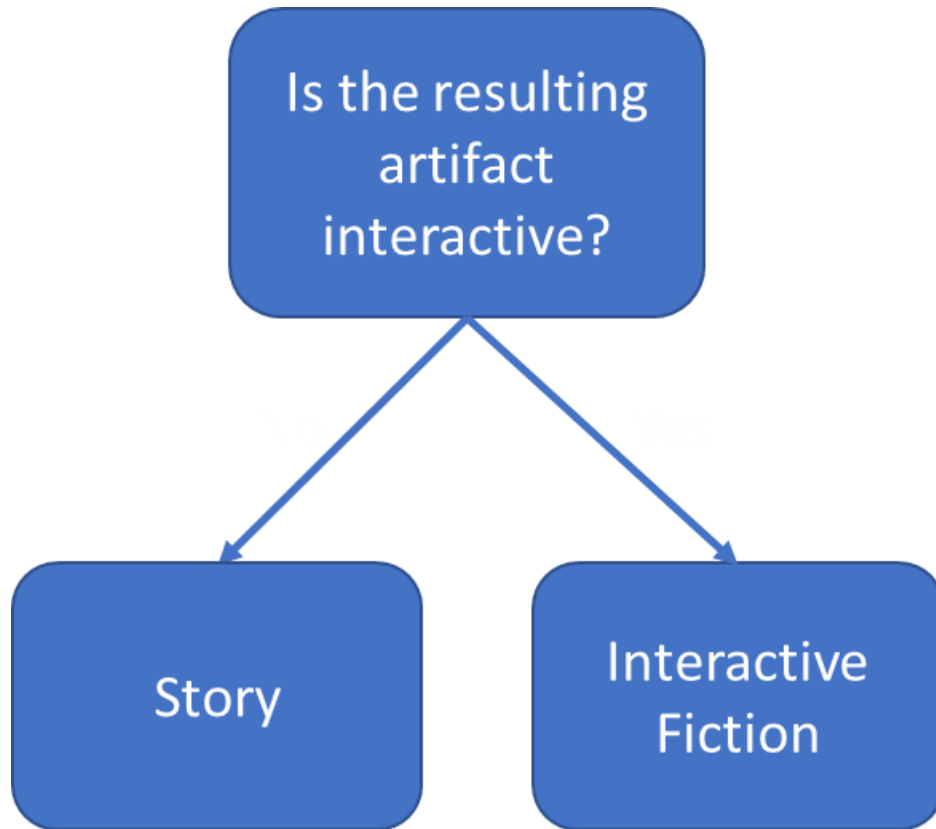 Is the resulting
artifact
interactive?
Story
Interactive
Fiction